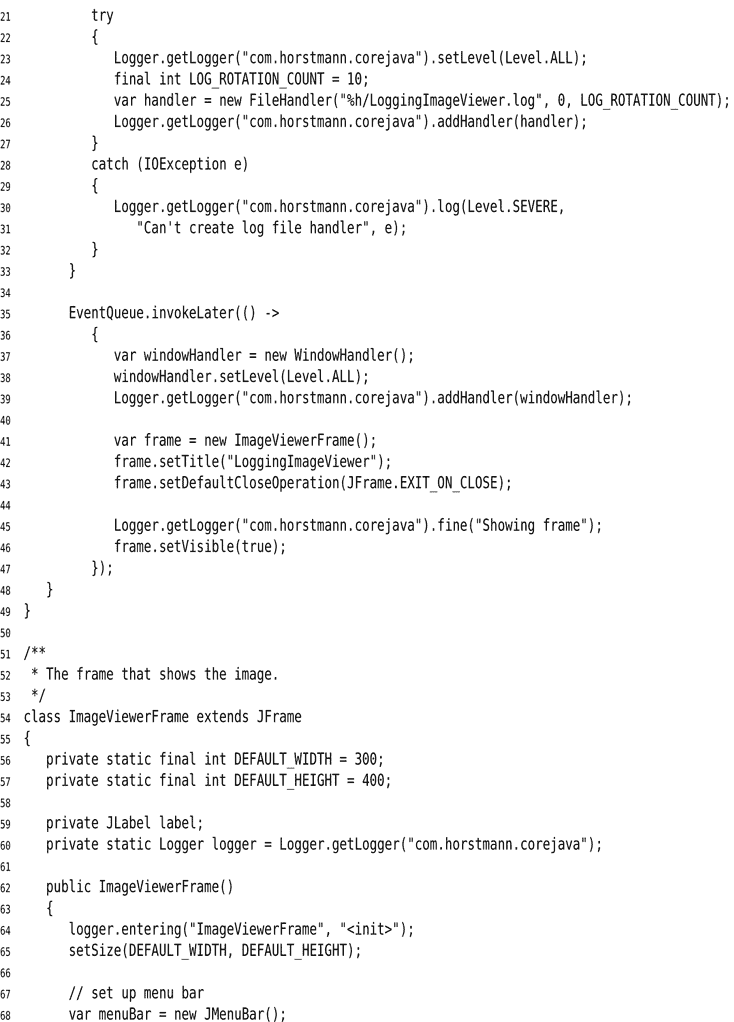 21 try
22 {
23 Logger.getLogger("com.horstmann.corejava").setLevel(Level.ALL);
24 final int LOG_ROTATION_COUNT = 10;
25 var handler = new FileHandler("%h/LoggingImageViewer.log", 0, LOG_ROTATION_COUNT);
26 Logger.getLogger("com.horstmann.corejava").addHandler(handler);
27 }
28 catch (IOException e)
29 {
30 Logger.getLogger("com.horstmann.corejava").log(Level.SEVERE,
31 "Can't create log file handler", e);
32 }
33 }
34
35 EventQueue.invokeLater(() ->
36 {
37 var windowHandler = new WindowHandler();
38 windowHandler.setLevel(Level.ALL);
39 Logger.getLogger("com.horstmann.corejava").addHandler(windowHandler);
40
41 var frame = new ImageViewerFrame();
42 frame.setTitle("LoggingImageViewer");
43 frame.setDefaultCloseOperation(JFrame.EXIT_ON_CLOSE);
44
45 Logger.getLogger("com.horstmann.corejava").fine("Showing frame");
46 frame.setVisible(true);
47 });
48 }
49 }
50
51 /**
52 * The frame that shows the image.
53 */
54 class ImageViewerFrame extends JFrame
55 {
56 private static final int DEFAULT_WIDTH = 300;
57 private static final int DEFAULT_HEIGHT = 400;
58
59 private JLabel label;
60 private static Logger logger = Logger.getLogger("com.horstmann.corejava");
61
62 public ImageViewerFrame()
63 {
64 logger.entering("ImageViewerFrame", "<init>");
65 setSize(DEFAULT_WIDTH, DEFAULT_HEIGHT);
66
67 // set up menu bar
68 var menuBar = new JMenuBar();